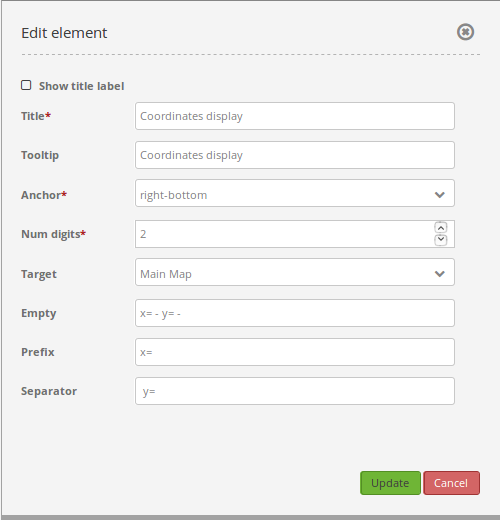 Edit element
Show title label
Title* Coordinates display
Tooltip Coordinates display
Anchor* right-bottom
Num digits* 2
Target Main Map
Empty x= - y= -
Prefix x=
Separator y=
Update Cancel